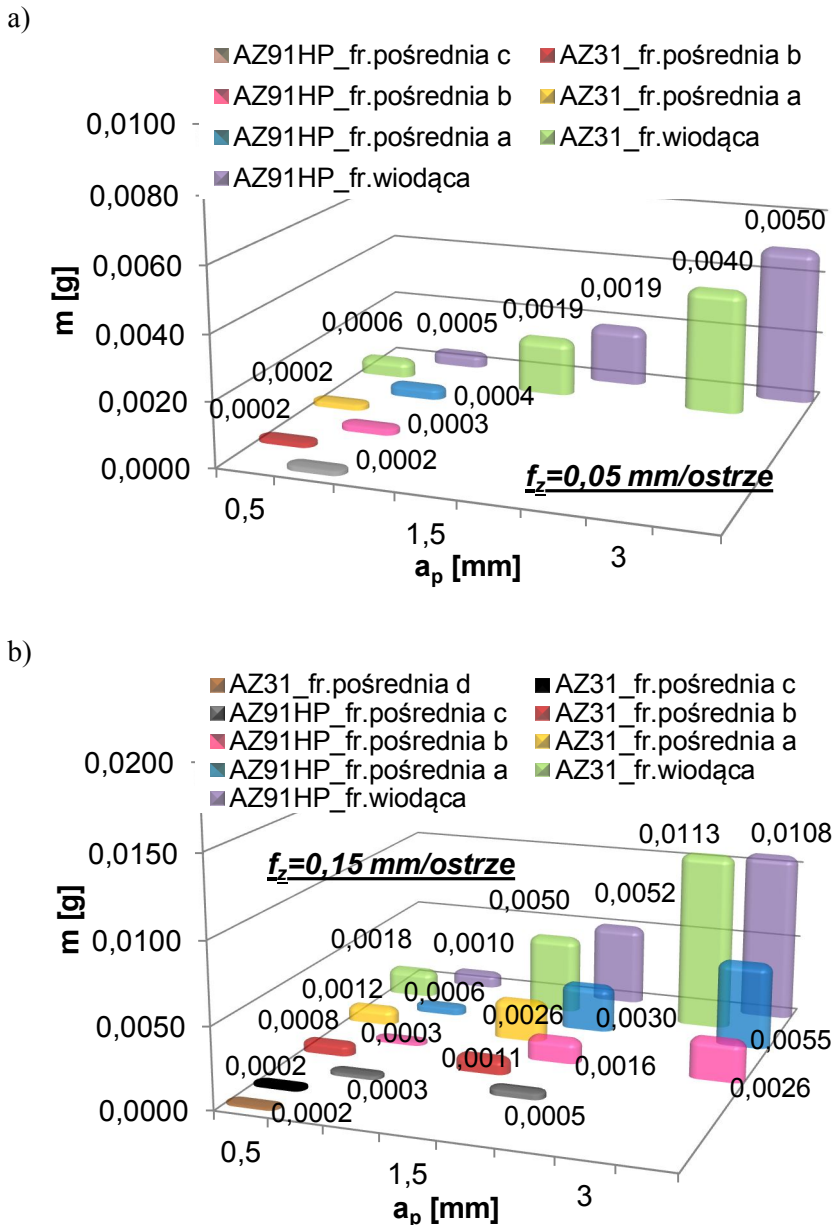 a)
AZ91HP_fr.pośrednia c AZ31_fr.pośrednia b
AZ91HP_fr.pośrednia b AZ31_fr.pośrednia a
AZ91HP_fr.pośrednia a AZ31_fr.wiodąca
AZ91HP_fr.wiodąca
0,0100
0,0080
0,0060
0,0040
0,0020
0,0000
m [g]
0,0050
0,0040
0,0019
0,0019
0,0006
0,0005
0,0002
0,0004
0,0002
0,0003
0,0002
fz=0,05 mm/ostrze
0,5
1,5
3
ap [mm]
b)
AZ31_fr.pośrednia d AZ31_fr.pośrednia c
AZ91HP_fr.pośrednia c AZ31_fr.pośrednia b
AZ91HP_fr.pośrednia b AZ31_fr.pośrednia a
AZ91HP_fr.pośrednia a AZ31_fr.wiodąca
AZ91HP_fr.wiodąca
0,0200
0,0150
0,0100
0,0050
0,0000
m [g]
fz=0,15 mm/ostrze
0,0113
0,0108
0,0050
0,0052
0,0018
0,0010
0,0012
0,0006
0,0026
0,0030
0,0055
0,0008
0,0003
0,0011
0,0016
0,0026
0,0002
0,0003
0,0005
0,0002
0,5
1,5
3
ap [mm]